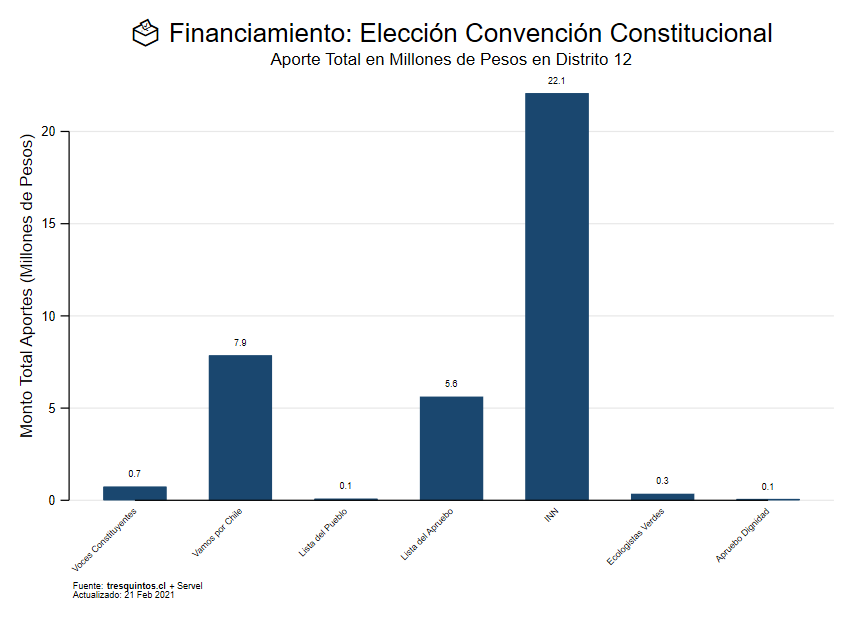 Financiamiento: Elección Convención Constitucional
Aporte Total en Millones de Pesos en Distrito 12
Monto Total Aportes (Millones de Pesos)
20
15
10
5
0
0.7
7.9
0.1
5.6
22.1
0.3
0.1
Voces Constituyentes
Vamos por Chile
Lista del Pueblo
Lista del Apruebo
INN
Ecologistas Verdes
Apruebo Dignidad
Fuente: tresquintos.cl + Servel
Actualizado: 21 Feb 2021